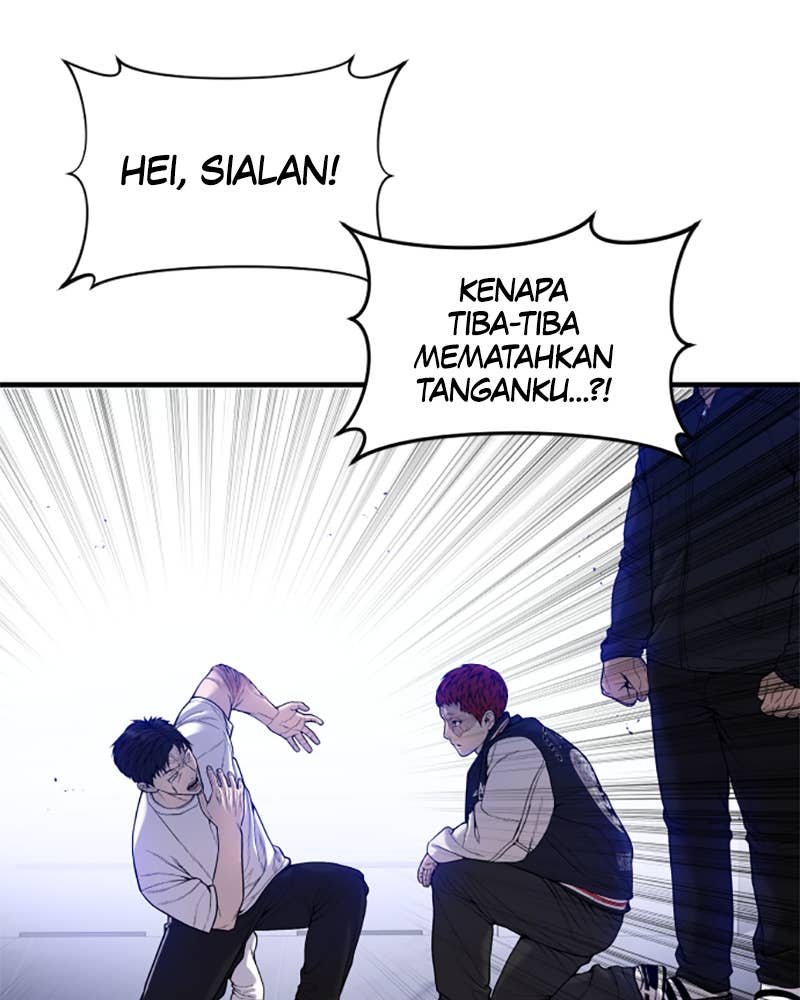 HEI, SIALAN!
KENAPA
TIBA-TIBA
MEMATAHKAN
TANGANKU...?!